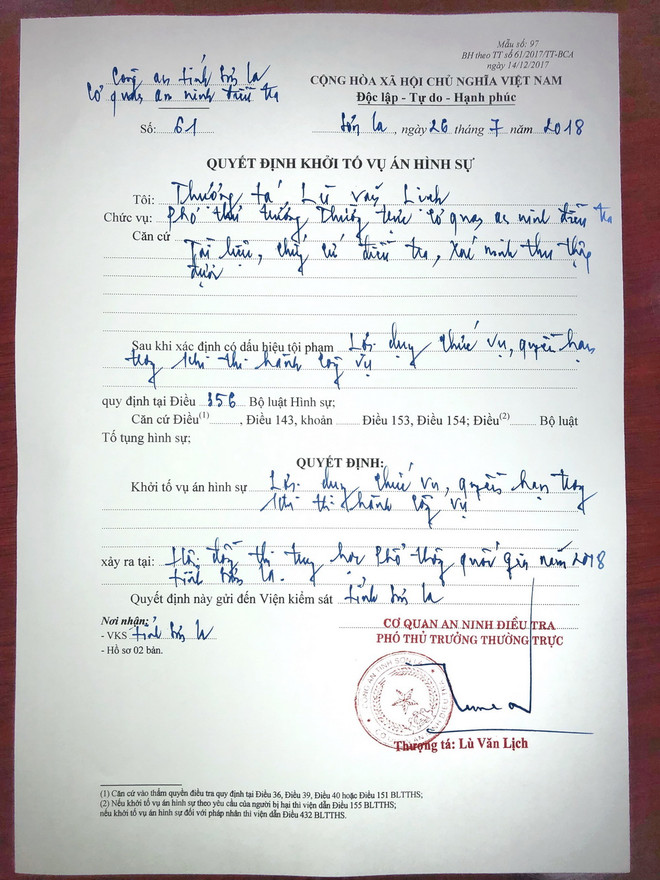 Mẫu số: 97
BH theo TT số 61/2017/TT-BCA
ngày 14/12/2017
Công an tỉnh Sơn La
Cơ quan an ninh điều tra
CỘNG HÒA XÃ HỘI CHỦ NGHĨA VIỆT NAM
Độc lập - Tự do - Hạnh phúc
Số: 61
Sơn La, ngày 26 tháng 7 năm 2018
QUYẾT ĐỊNH KHỞI TỐ VỤ ÁN HÌNH SỰ
Tôi: Thượng tá Lù Văn
Chức vụ: Phó thủ trưởng Thường trực Cơ quan an ninh điều tra
Căn cứ
Tài liệu, chứng cứ điều tra, xác minh thu thập
được
Sau khi xác định có dấu hiệu tội phạm Lợi dụng chức vụ, quyền hạn
trong khi thi hành công vụ
quy định tại Điều 356 Bộ luật Hình sự;
Căn cứ Điều(1)........, Điều 143, khoản ...... Điều 153, Điều 154; Điều(2)........ Bộ luật
Tố tụng hình sự;
QUYẾT ĐỊNH:
Khởi tố vụ án hình sự Lợi dụng chức vụ, quyền hạn trong
khi thi hành công vụ
xảy ra tại: Hội đồng thi trung học phổ thông quốc gia năm 2018
tỉnh Sơn La.
Quyết định này gửi đến Viện kiểm sát tỉnh Sơn La
Nơi nhận:
- VKS tỉnh Sơn La
- Hồ sơ 02 bản.
CƠ QUAN AN NINH ĐIỀU TRA
PHÓ THỦ TRƯỞNG THƯỜNG TRỰC
Thượng tá: Lù Văn Lịch
(1) Căn cứ vào thẩm quyền điều tra quy định tại Điều 36, Điều 39, Điều 40 hoặc Điều 151 BLTTHS;
(2) Nếu khởi tố vụ án hình sự theo yêu cầu của người bị hại thì viện dẫn Điều 155 BLTTHS;
nếu khởi tố vụ án hình sự đối với pháp nhân thì viện dẫn Điều 432 BLTTHS.